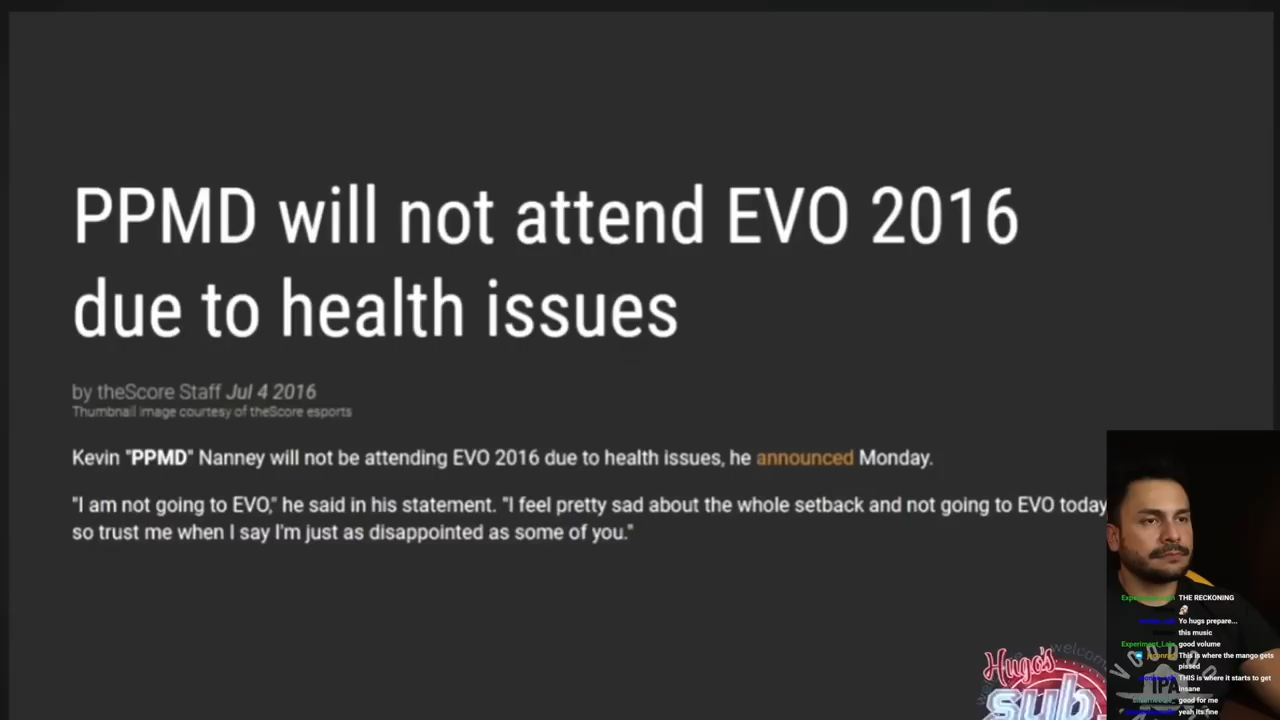 PPMD will not attend EVO 2016
due to health issues
by theScore Staff Jul 4 2016
Thumbnail image courtesy of theScore esports
Kevin "PPMD" Nanney will not be attending EVO 2016 due to health issues, he announced Monday.
"I am not going to EVO," he said in his statement. "I feel pretty sad about the whole setback and not going to EVO today
so trust me when I say I'm just as disappointed as some of you."
THE RECKONING
Yo hugs prepare...
this music
good volume
This is where the mango gets
pissed
THIS is where it starts to get
insane
good for me
yeah its fine
Hugo's
sub
welcom
VOODOO
IPA